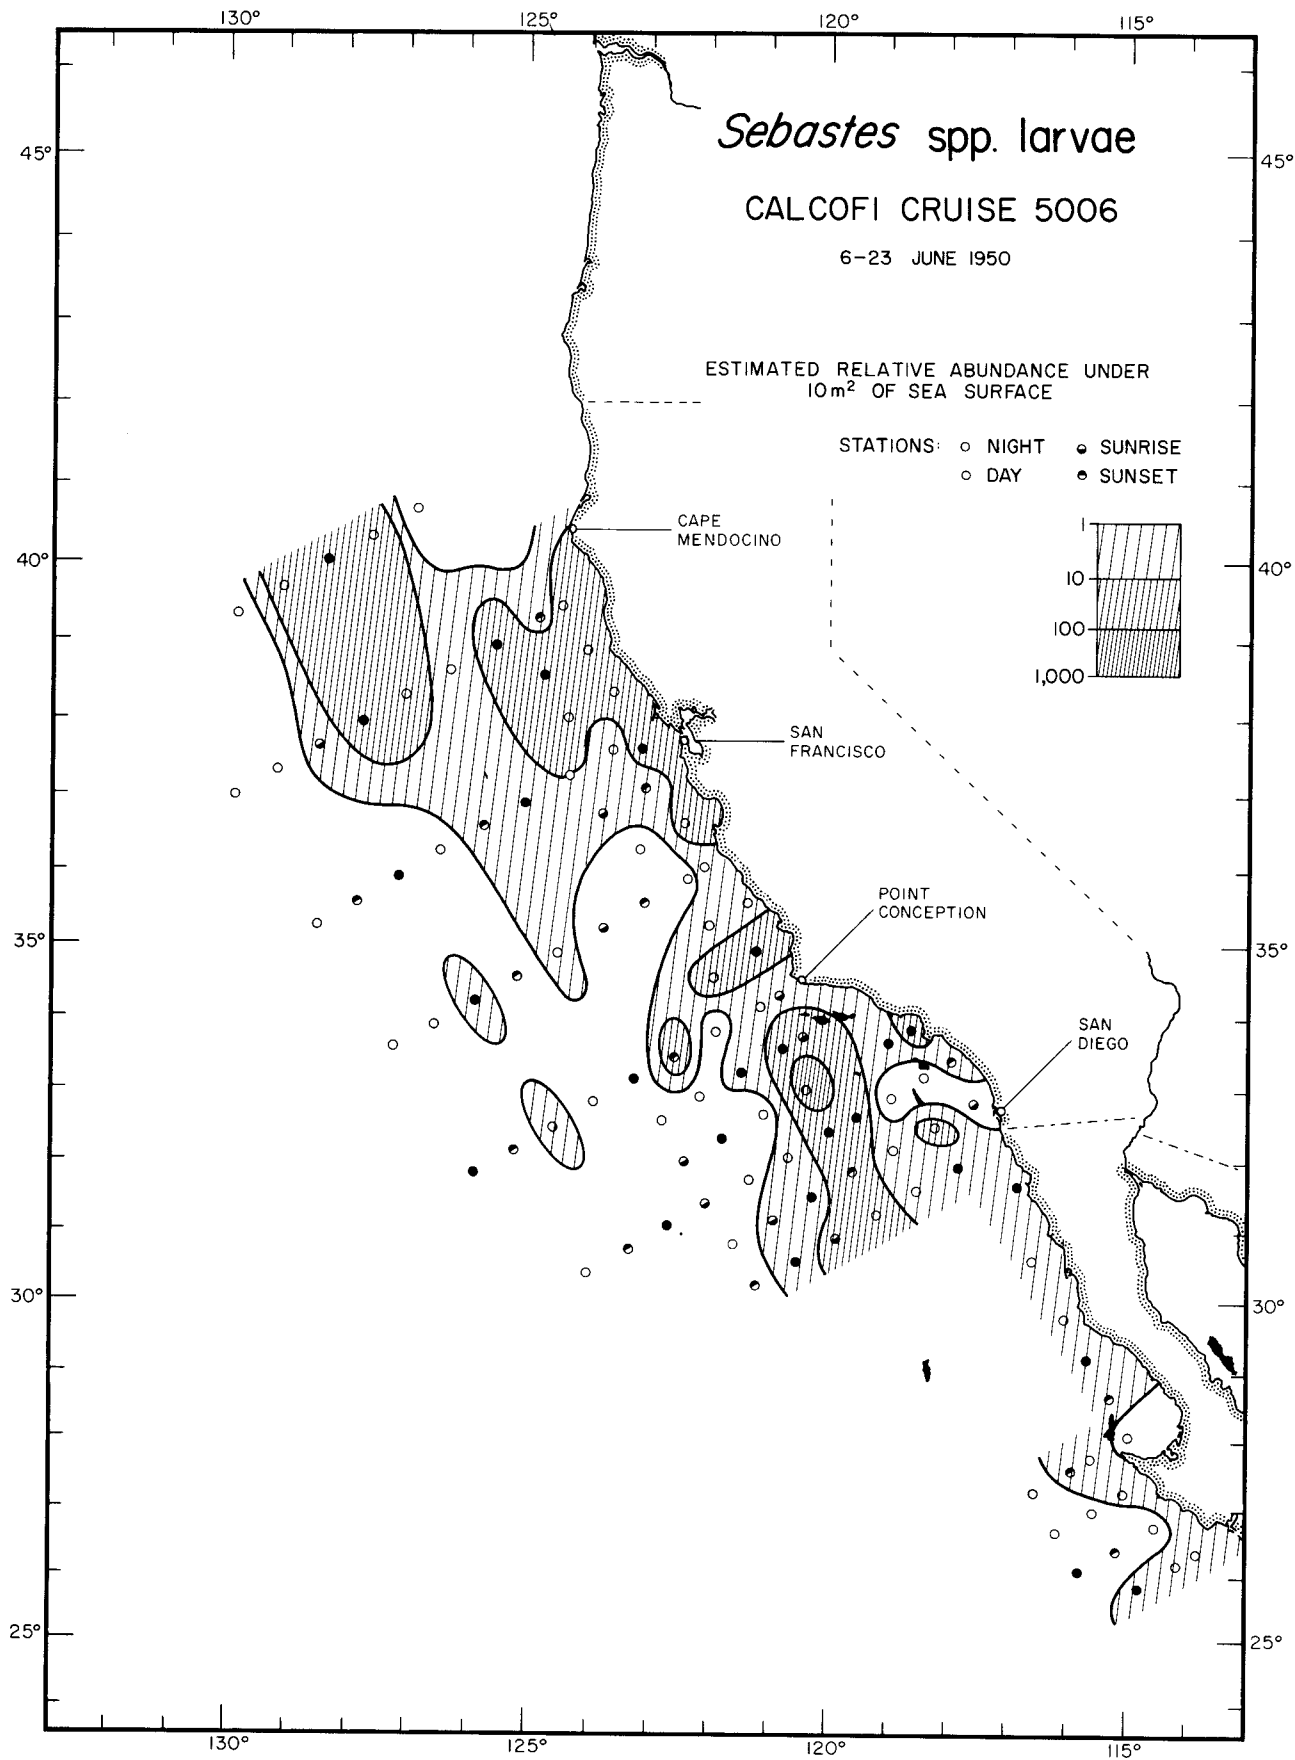 130° 125° 120° 115°
Sebastes spp. larvae
45° 45°
CALCOFI CRUISE 5006
6-23 JUNE 1950
ESTIMATED RELATIVE ABUNDANCE UNDER
10m² OF SEA SURFACE
STATIONS: NIGHT SUNRISE
DAY SUNSET
CAPE
MENDOCINO
1
10
100
1,000
40° 40°
SAN
FRANCISCO
POINT
CONCEPTION
35° 35°
SAN
DIEGO
30° 30°
25° 25°
130° 125° 120° 115°